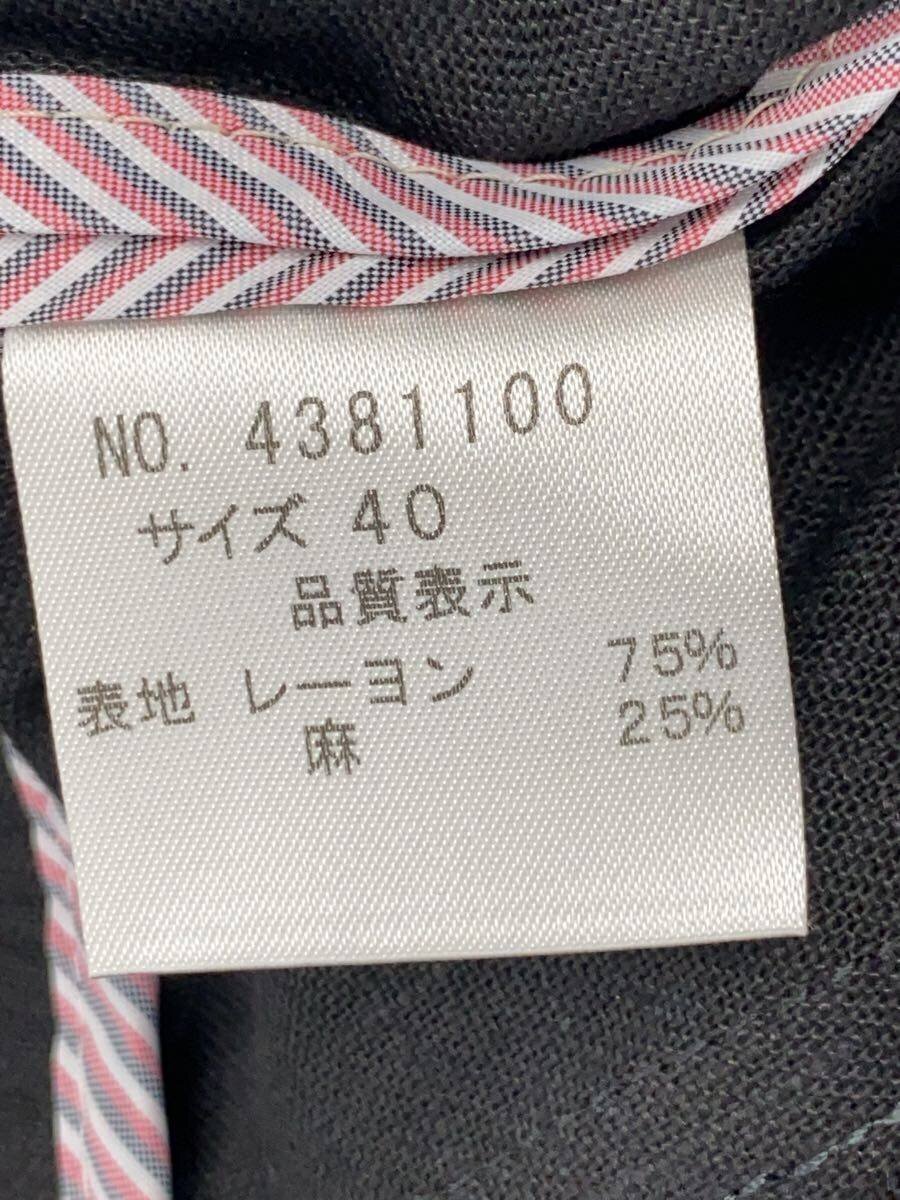 NO. 4381100
サイズ 40
品質表示
表地 レーヨン 75%
麻 25%